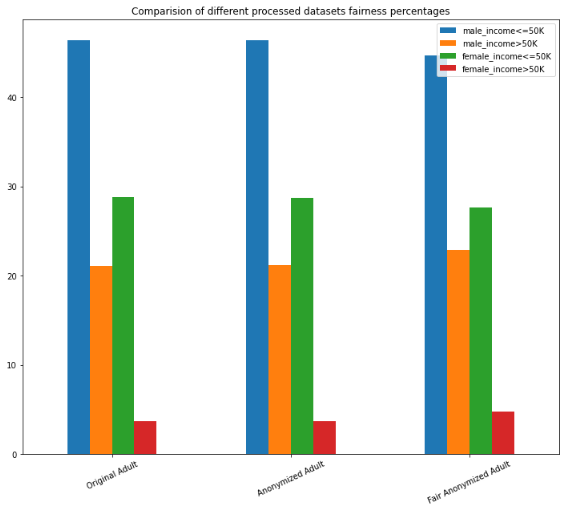 Comparision of different processed datasets fairness percentages
male_income<=50K
male_income>50K
female_income<=50K
female_income>50K
40
30
20
10
0
Original Adult
Anonymized Adult
Fair Anonymized Adult